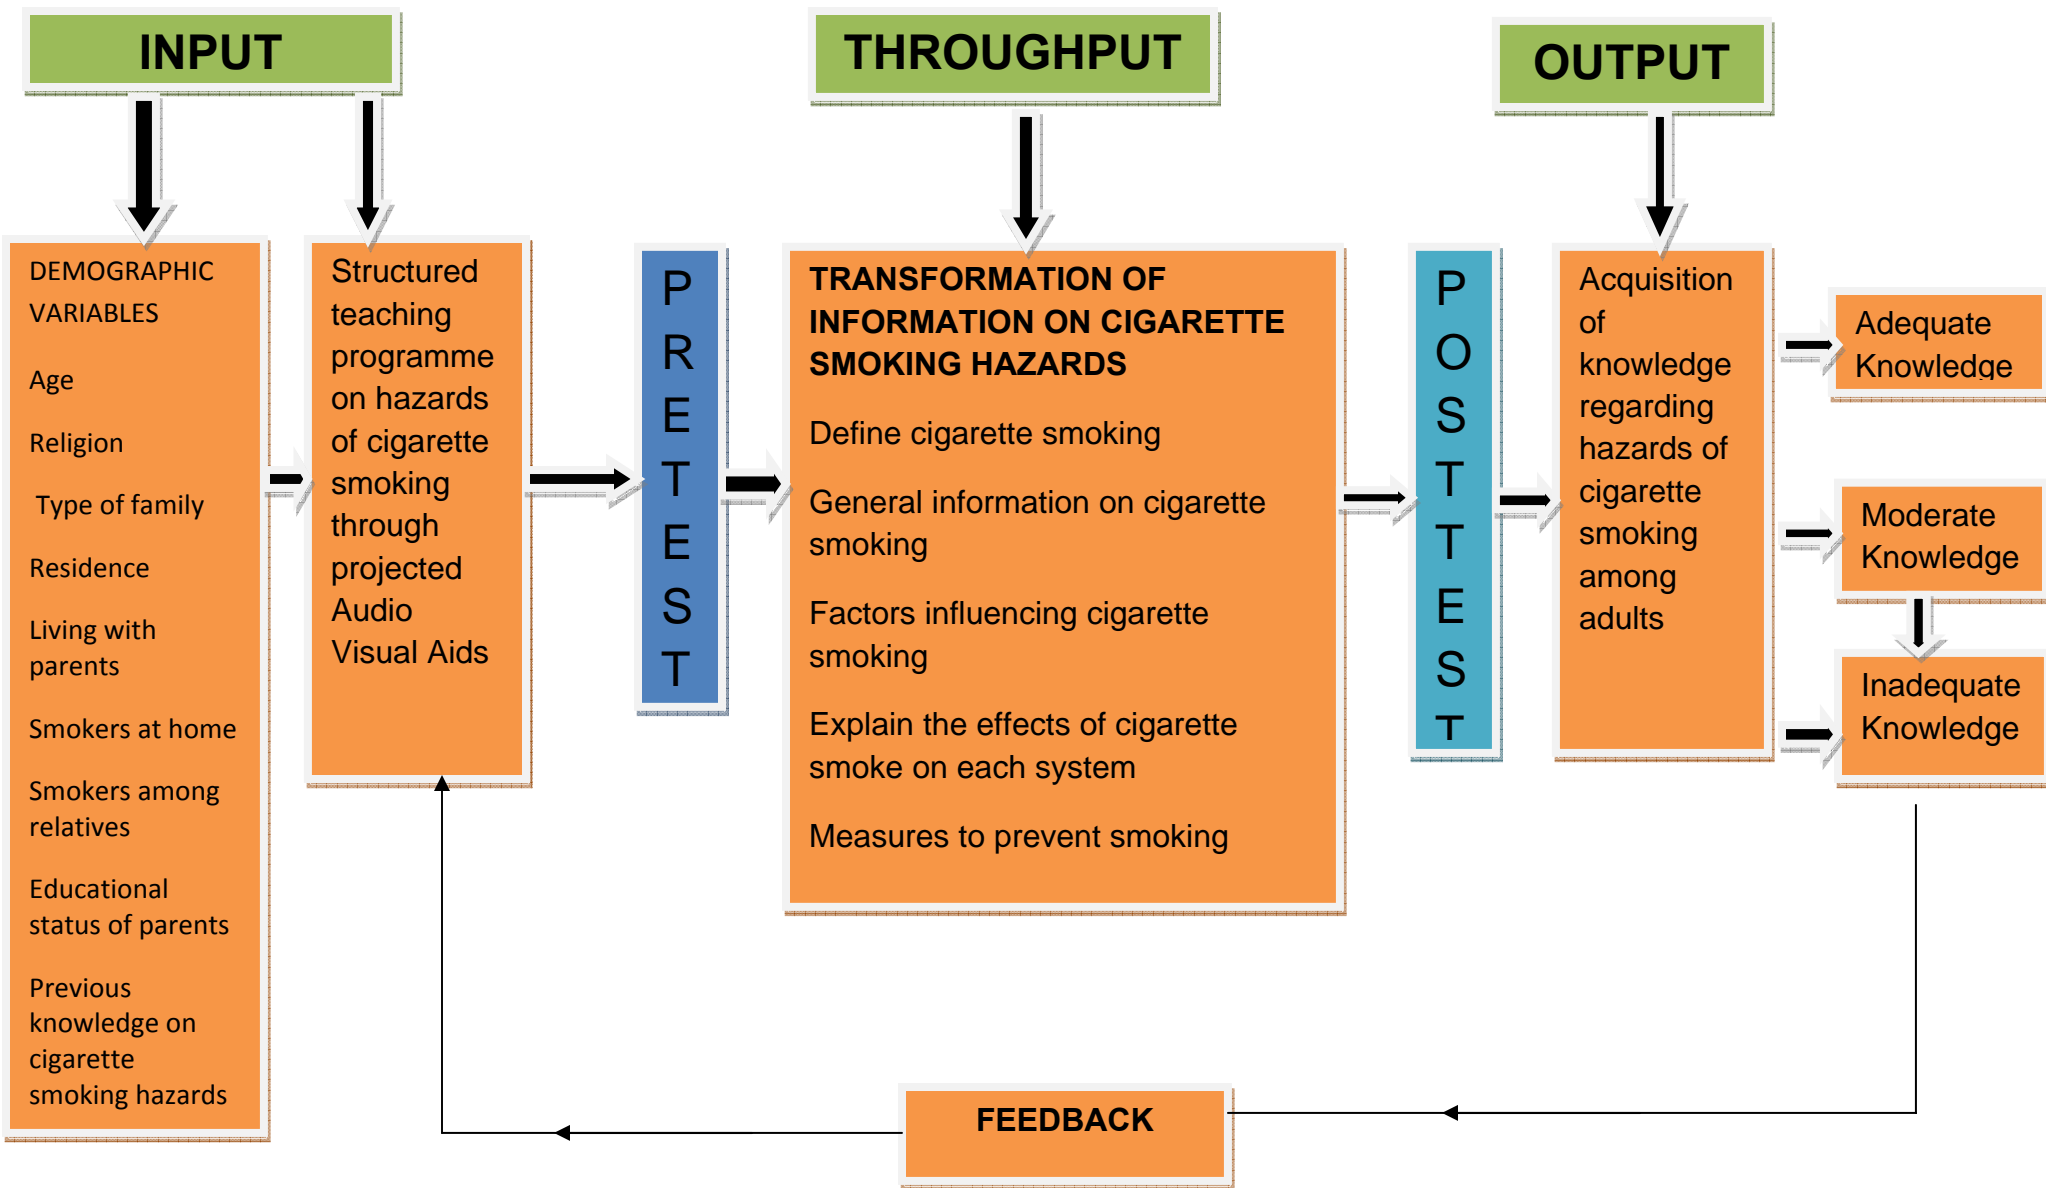 INPUT
THROUGHPUT
OUTPUT
DEMOGRAPHIC
VARIABLES
Age
Religion
Type of family
Residence
Living with
parents
Smokers at home
Smokers among
relatives
Educational
status of parents
Previous
knowledge on
cigarette
smoking hazards
Structured
teaching
programme
on hazards
of cigarette
smoking
through
projected
Audio
Visual Aids
P
R
E
T
E
S
T
TRANSFORMATION OF
INFORMATION ON CIGARETTE
SMOKING HAZARDS
Define cigarette smoking
General information on cigarette
smoking
Factors influencing cigarette
smoking
Explain the effects of cigarette
smoke on each system
Measures to prevent smoking
P
O
S
T
T
E
S
T
Acquisition
of
knowledge
regarding
hazards of
cigarette
smoking
among
adults
Adequate
Knowledge
Moderate
Knowledge
Inadequate
Knowledge
FEEDBACK